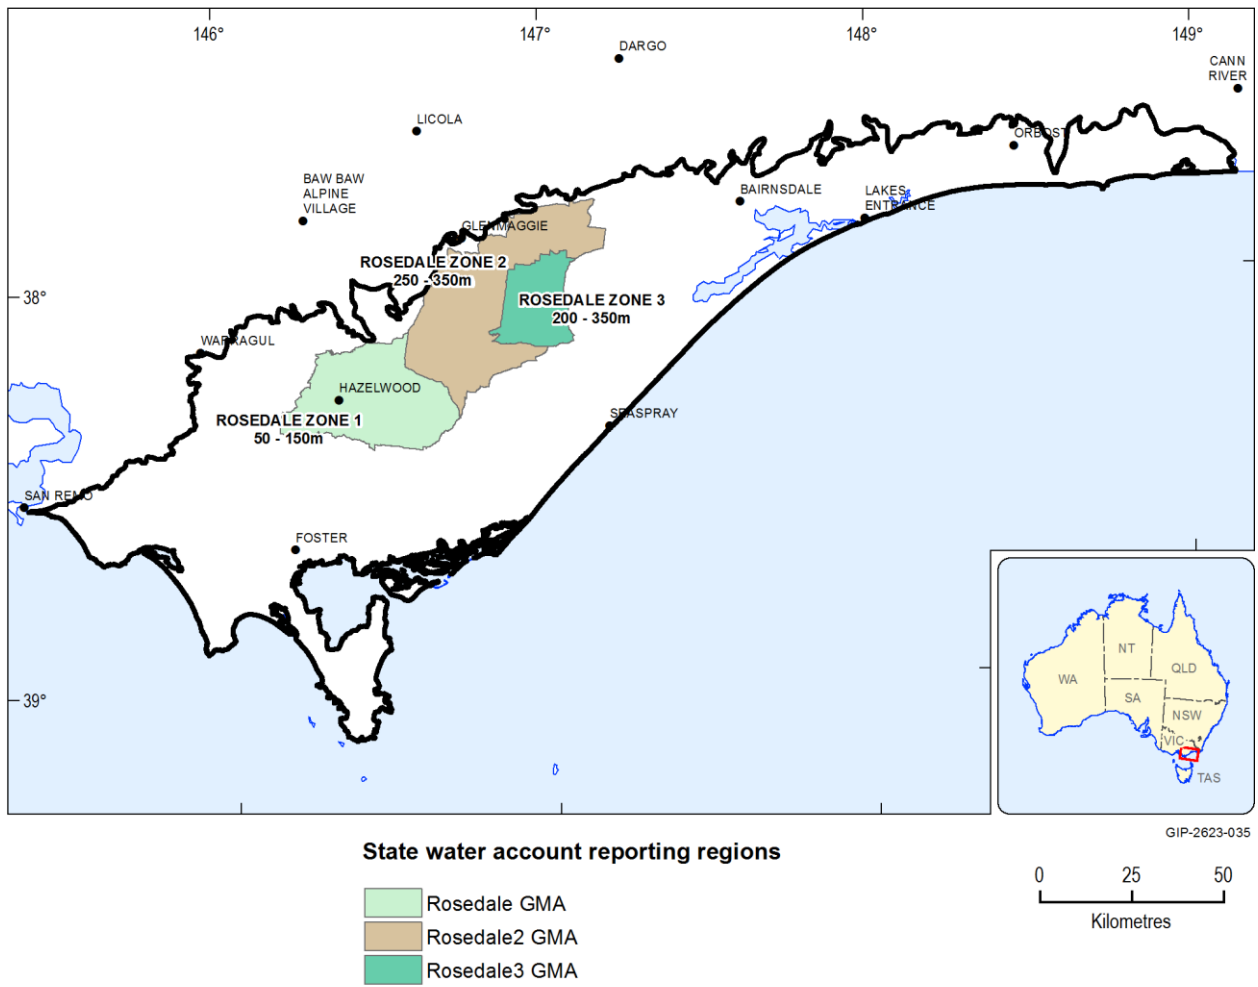 146°
147°
148°
149°
DARGO
CANN
RIVER
LICOLA
ORBOST
BAW BAW
ALPINE
VILLAGE
BAIRNSDALE
LAKES
ENTRANCE
GLENMAGGIE
ROSEDALE ZONE 2
250 - 350m
38°
ROSEDALE ZONE 3
200 - 350m
WARRAGUL
HAZELWOOD
ROSEDALE ZONE 1
50 - 150m
SEASPRAY
SAN REMO
FOSTER
39°
NT
QLD
WA
SA
NSW
VIC
TAS
GIP-2623-035
State water account reporting regions
Rosedale GMA
Rosedale2 GMA
Rosedale3 GMA
0 25 50
Kilometres